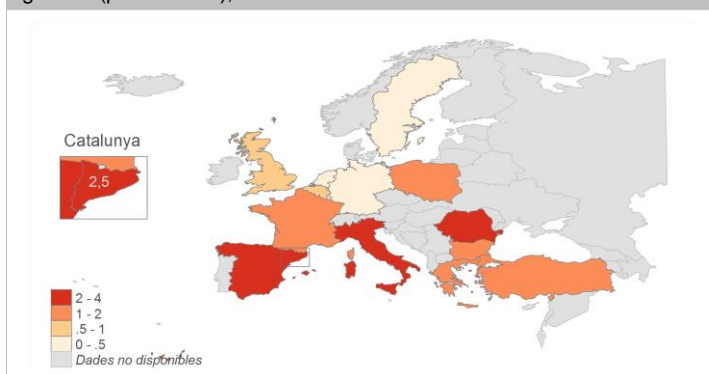 Catalunya
2,5
2 - 4
1 - 2
.5 - 1
0 - .5
Dades no disponibles